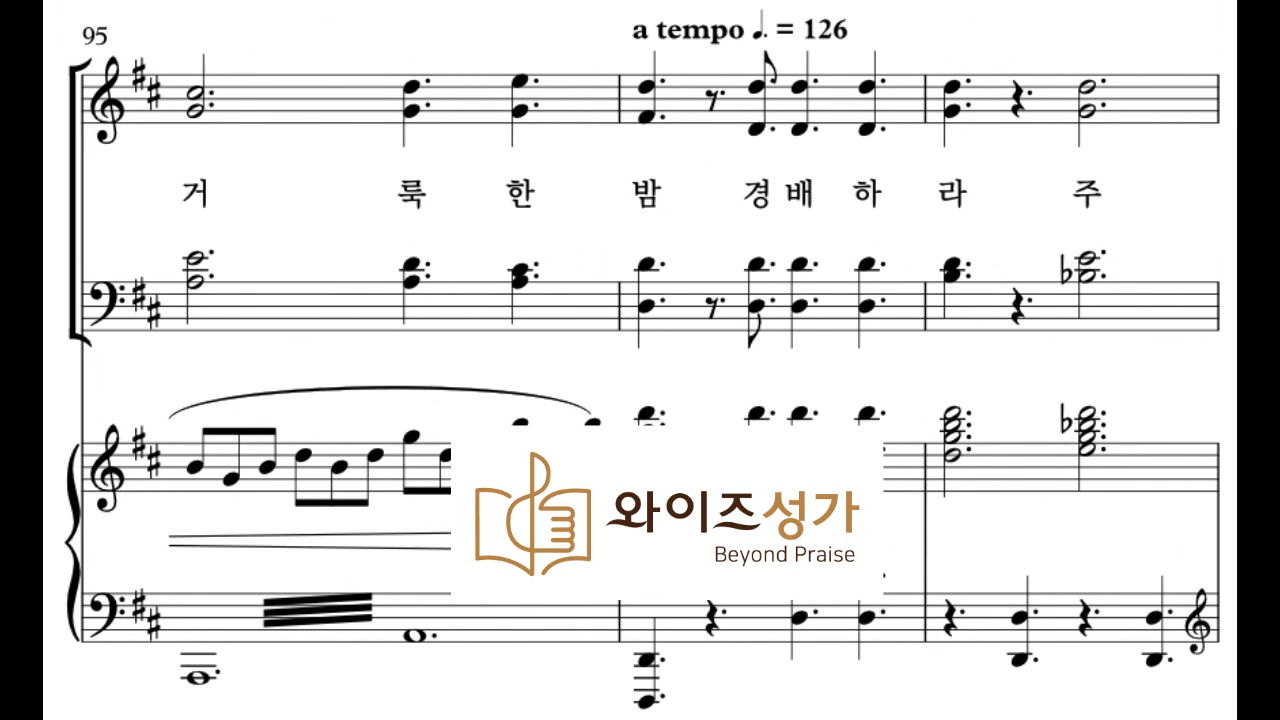 95
a tempo ♩. = 126
거 룩 한 밤 경 배 하 라 주
와이즈성가
Beyond Praise